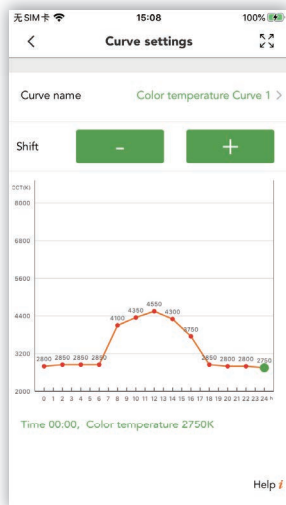 无SIM卡 15:08 100%
Curve settings
Curve name Color temperature Curve 1 >
Shift - +
CCT(K)
8000
6800
5600
4400
3200
2000
2800 2850 2850 2850 4100 4350 4550 4300 3750 2850 2800 2800 2750
0 1 2 3 4 5 6 7 8 9 10 11 12 13 14 15 16 17 18 19 20 21 22 23 24 h
Time 00:00, Color temperature 2750K
Help i